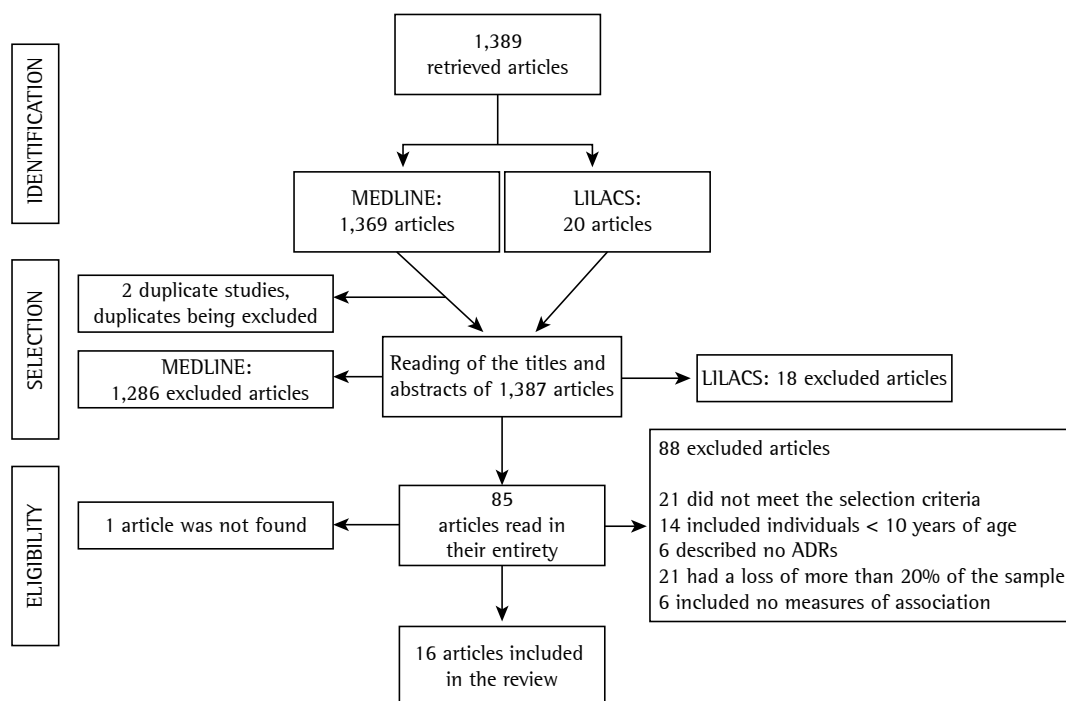 IDENTIFICATION
1,389
retrieved articles
MEDLINE:
1,369 articles
LILACS:
20 articles
SELECTION
2 duplicate studies,
duplicates being excluded
Reading of the titles and
abstracts of 1,387 articles
MEDLINE:
1,286 excluded articles
LILACS: 18 excluded articles
ELIGIBILITY
85
articles read in
their entirety
1 article was not found
88 excluded articles
21 did not meet the selection criteria
14 included individuals < 10 years of age
6 described no ADRs
21 had a loss of more than 20% of the sample
6 included no measures of association
16 articles included
in the review